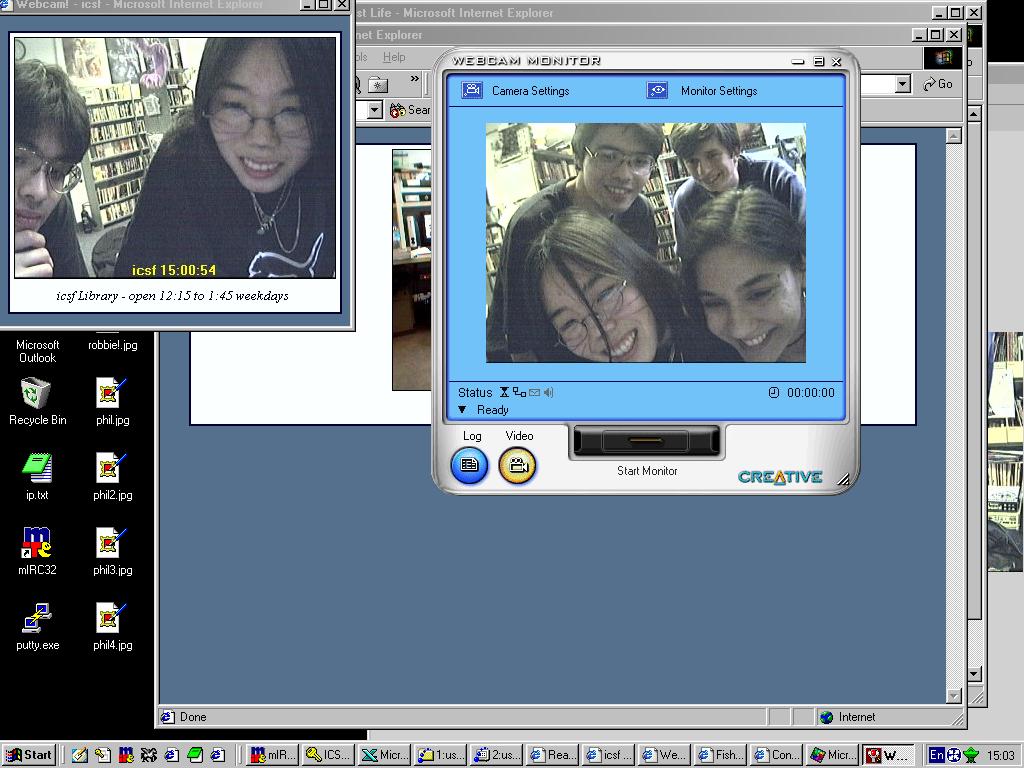 Webcam! - icsf - Microsoft Internet Explorer
st Life - Microsoft Internet Explorer
net Explorer
ols Help
»
Go
Sear
icsf 15:00:54
icsf Library - open 12:15 to 1:45 weekdays
WEBCAM MONITOR
Camera Settings
Monitor Settings
Status
00:00:00
Ready
Log
Video
Start Monitor
CREATIVE
Microsoft
Outlook
robbie!.jpg
Recycle Bin
phil.jpg
ip.txt
phil2.jpg
mIRC32
phil3.jpg
putty.exe
phil4.jpg
Done
Internet
Start
mIR...
ICS...
Micr...
1:us...
2:us...
Rea...
icsf ...
We...
Fish...
Con...
Micr...
W...
En
15:03